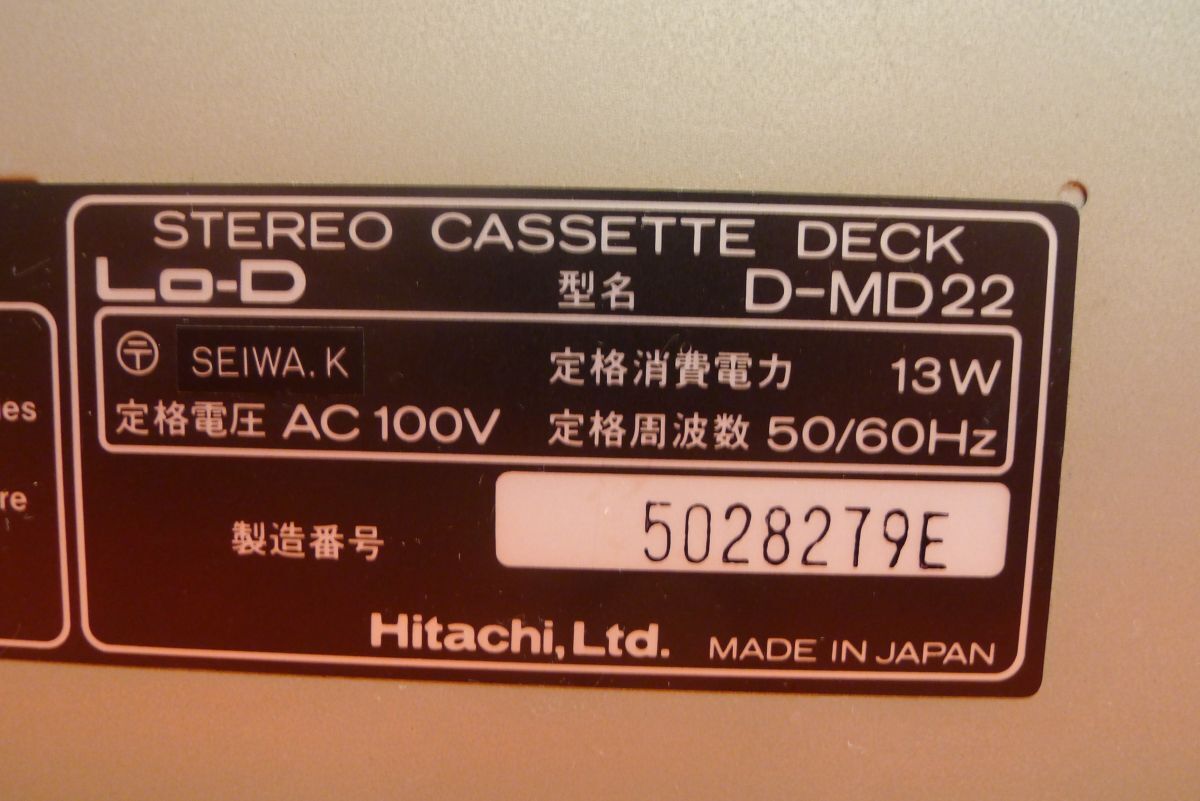 STEREO CASSETTE DECK
Lo-D 型名 D-MD22
〒 SEIWA.K 定格消費電力 13W
定格電圧 AC 100V 定格周波数 50/60Hz
製造番号 5028279E
Hitachi, Ltd. MADE IN JAPAN